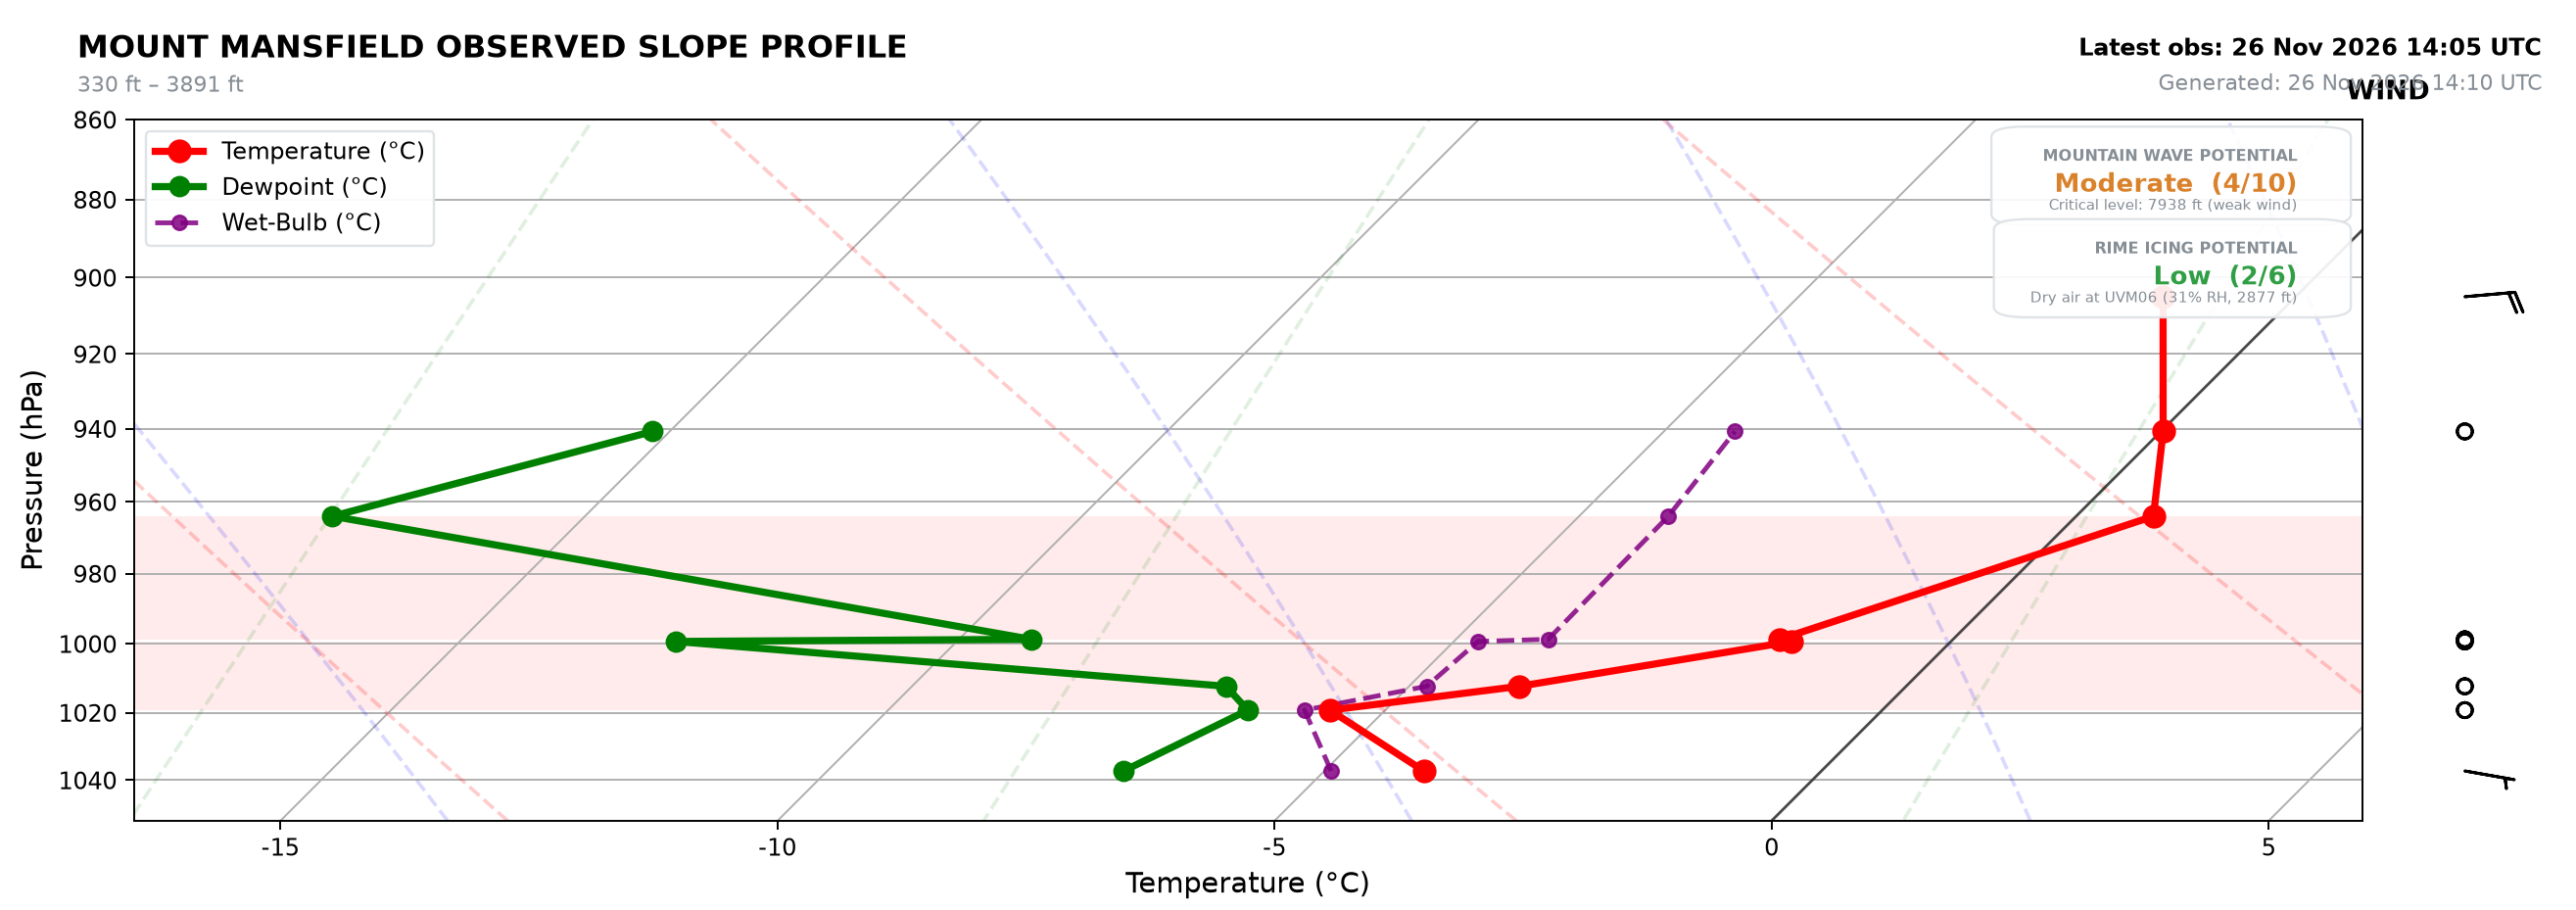 MOUNT MANSFIELD OBSERVED SLOPE PROFILE
330 ft – 3891 ft
Latest obs: 26 Nov 2026 14:05 UTC
Generated: 26 Nov 2026 14:10 UTC
WIND
Temperature (°C)
Dewpoint (°C)
Wet-Bulb (°C)
MOUNTAIN WAVE POTENTIAL
Moderate (4/10)
Critical level: 7938 ft (weak wind)
RIME ICING POTENTIAL
Low (2/6)
Dry air at UVM06 (31% RH, 2877 ft)
Pressure (hPa)
860
880
900
920
940
960
980
1000
1020
1040
-15
-10
-5
0
5
Temperature (°C)